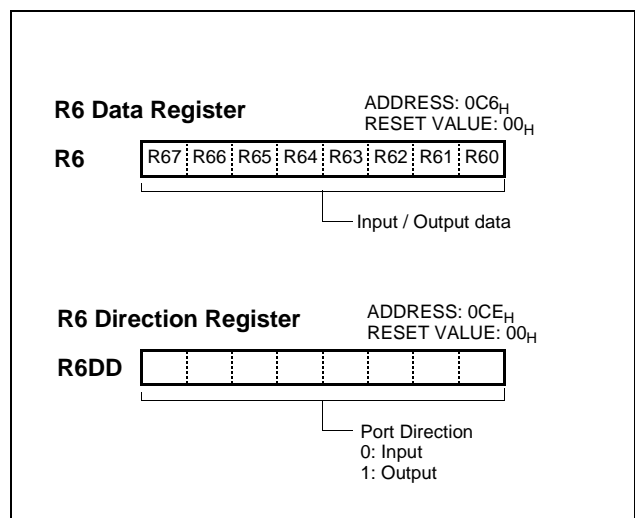 R6 Data Register
ADDRESS: 0C6H
RESET VALUE: 00H
R6
R67 R66 R65 R64 R63 R62 R61 R60
Input / Output data
R6 Direction Register
ADDRESS: 0CEH
RESET VALUE: 00H
R6DD
Port Direction
0: Input
1: Output